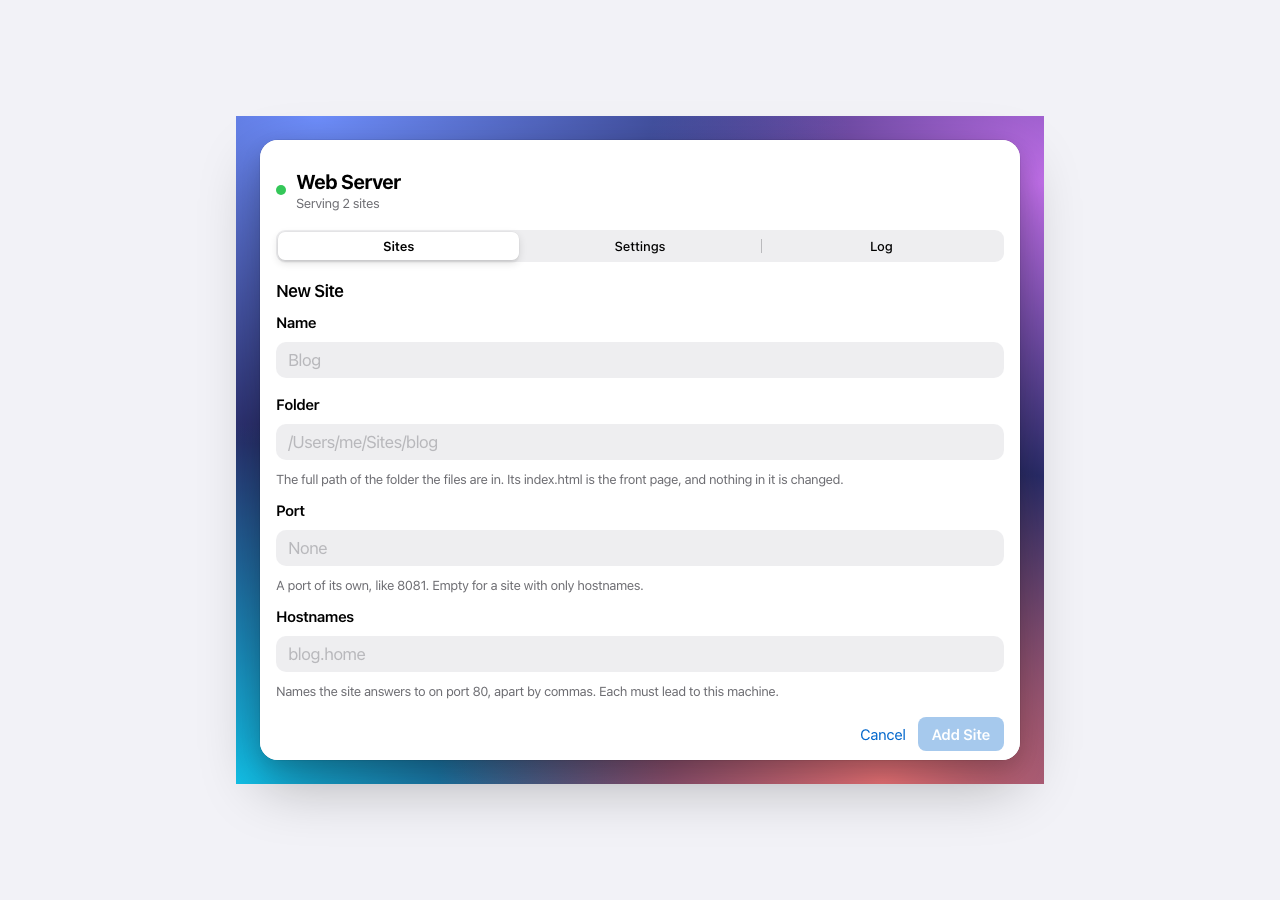 Web Server
Serving 2 sites
Sites
Settings
Log
New Site
Name
Blog
Folder
/Users/me/Sites/blog
The full path of the folder the files are in. Its index.html is the front page, and nothing in it is changed.
Port
None
A port of its own, like 8081. Empty for a site with only hostnames.
Hostnames
blog.home
Names the site answers to on port 80, apart by commas. Each must lead to this machine.
Cancel
Add Site